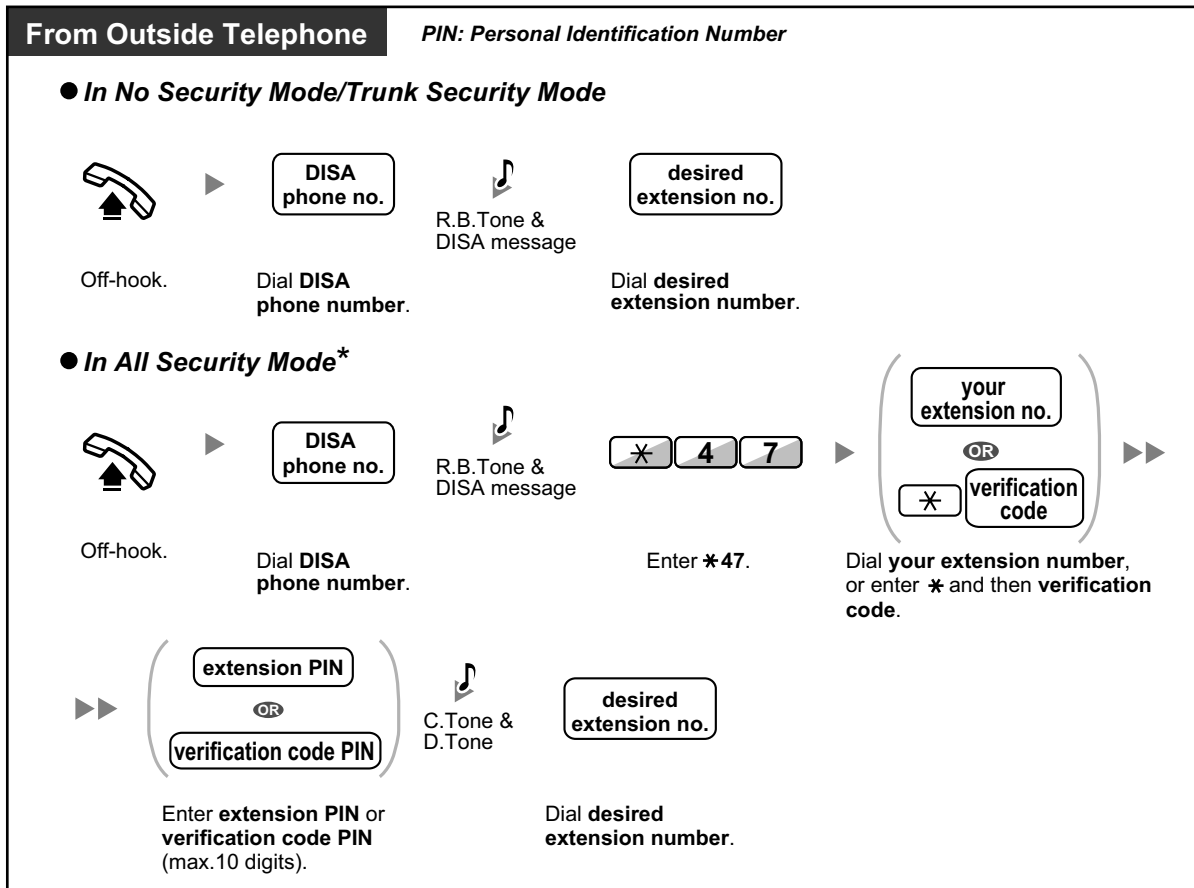 From Outside Telephone
PIN: Personal Identification Number
● In No Security Mode/Trunk Security Mode
DISA
phone no.
R.B.Tone &
DISA message
desired
extension no.
Off-hook.
Dial DISA
phone number.
Dial desired
extension number.
● In All Security Mode*
DISA
phone no.
R.B.Tone &
DISA message
* 4 7
your
extension no.
OR
* verification
code
Off-hook.
Dial DISA
phone number.
Enter *47.
Dial your extension number,
or enter * and then verification
code.
extension PIN
OR
verification code PIN
C.Tone &
D.Tone
desired
extension no.
Enter extension PIN or
verification code PIN
(max.10 digits).
Dial desired
extension number.